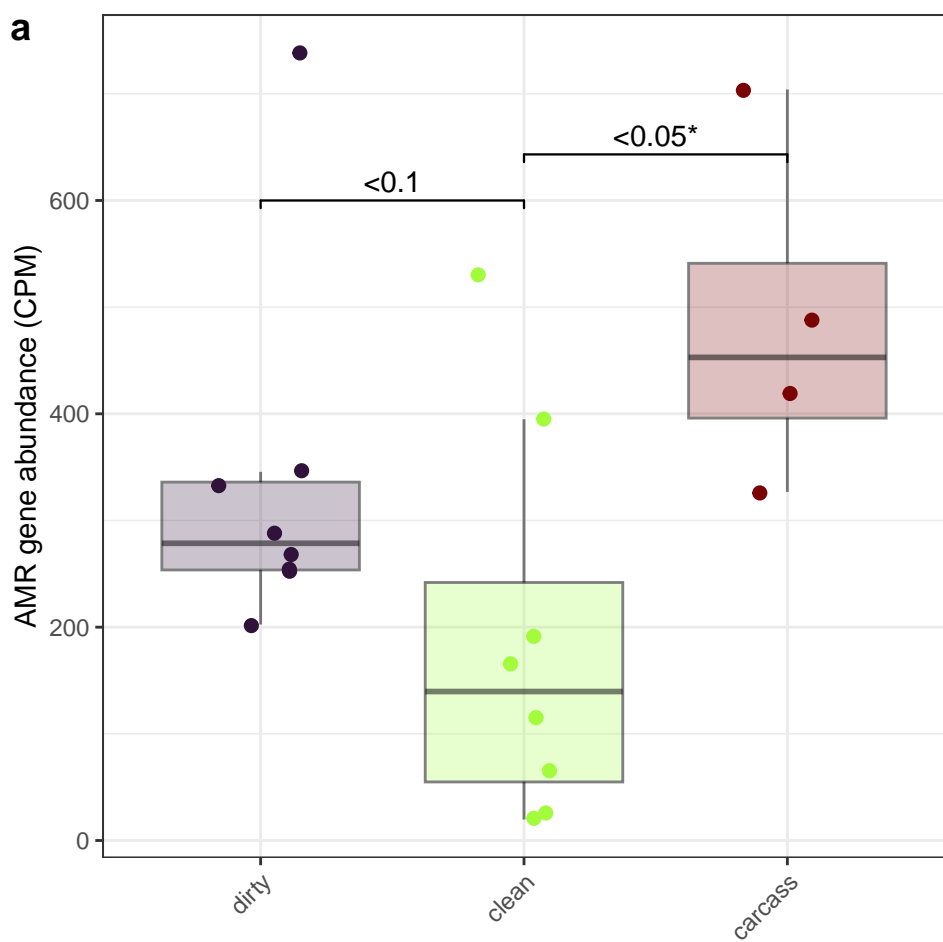 a
<0.05*
<0.1
AMR gene abundance (CPM)
600
400
200
0
dirty
clean
carcass